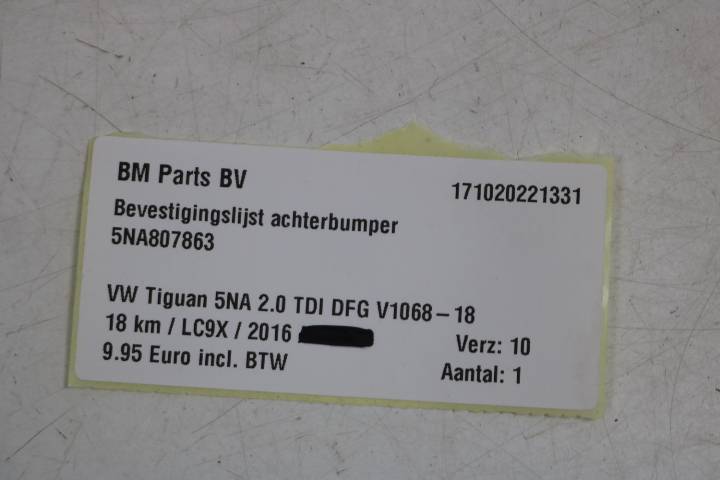 BM Parts BV
171020221331
Bevestigingslijst achterbumper
5NA807863
VW Tiguan 5NA 2.0 TDI DFG V1068-18
18 km / LC9X / 2016
Verz: 10
9.95 Euro incl. BTW
Aantal: 1